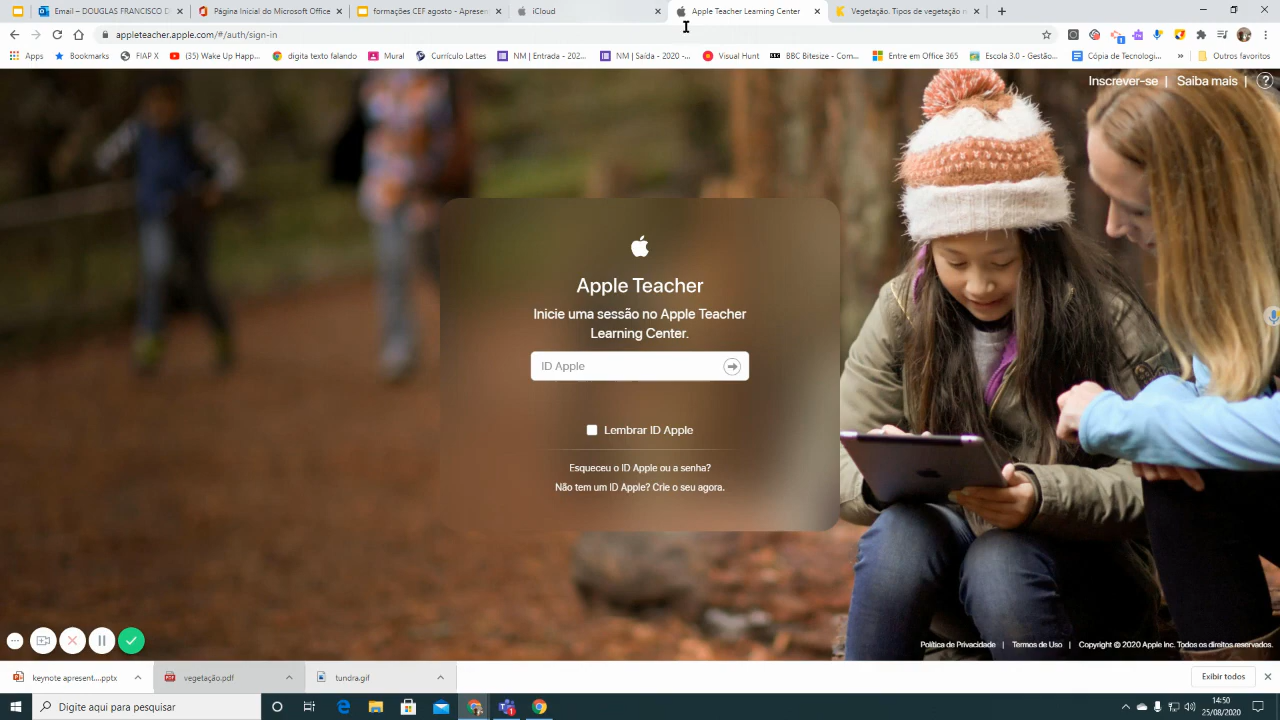 Email – DOUGLAS FRANCISCO D
Página Inicial do Microsoft Office
formações CEF agosto - Aprese
iCloud
Apple Teacher Learning Center
Vegetação. Tipos de vegetação n
appleteacher.apple.com/#/auth/sign-in
Apps
Bookmarks
FIAP X
(35) Wake Up Happ...
digita texto falando
Mural
Currículo Lattes
NM | Entrada - 202...
NM | Saída - 2020 -...
Visual Hunt
BBC Bitesize - Com...
Entre em Office 365
Escola 3.0 - Gestão...
Cópia de Tecnologi...
»
Outros favoritos
Inscrever-se | Saiba mais | ?
Apple Teacher
Inicie uma sessão no Apple Teacher
Learning Center.
ID Apple
Lembrar ID Apple
Esqueceu o ID Apple ou a senha?
Não tem um ID Apple? Crie o seu agora.
Política de Privacidade | Termos de Uso | Copyright © 2020 Apple Inc. Todos os direitos reservados.
keynote apresent....pptx
vegetação.pdf
tundra.gif
Exibir todos
Digite aqui para pesquisar
14:50
25/08/2020